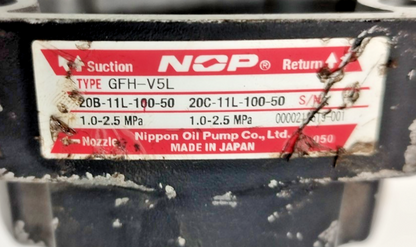 Suction NOP® Return
TYPE GFH-V5L
20B-11L-100-50 20C-11L-100-50 S/N
1.0-2.5 MPa 1.0-2.5 MPa
Nozzle Nippon Oil Pump Co., Ltd.
MADE IN JAPAN